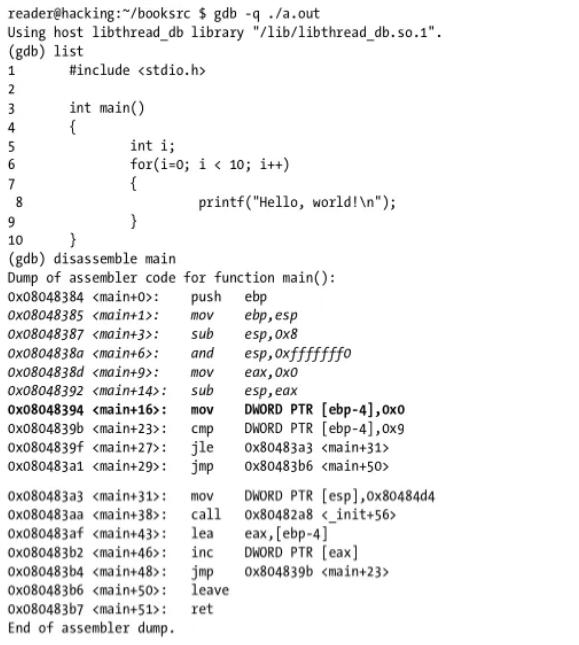 reader@hacking:~/booksrc $ gdb -q ./a.out
Using host libthread_db library "/lib/libthread_db.so.1".
(gdb) list
1       #include <stdio.h>
2
3       int main()
4       {
5               int i;
6               for(i=0; i < 10; i++)
7               {
8                       printf("Hello, world!\n");
9               }
10      }
(gdb) disassemble main
Dump of assembler code for function main():
0x08048384 <main+0>:    push   ebp
0x08048385 <main+1>:    mov    ebp,esp
0x08048387 <main+3>:    sub    esp,0x8
0x0804838a <main+6>:    and    esp,0xfffffff0
0x0804838d <main+9>:    mov    eax,0x0
0x08048392 <main+14>:   sub    esp,eax
0x08048394 <main+16>:   mov    DWORD PTR [ebp-4],0x0
0x0804839b <main+23>:   cmp    DWORD PTR [ebp-4],0x9
0x0804839f <main+27>:   jle    0x80483a3 <main+31>
0x080483a1 <main+29>:   jmp    0x80483b6 <main+50>
0x080483a3 <main+31>:   mov    DWORD PTR [esp],0x80484d4
0x080483aa <main+38>:   call   0x80482a8 <_init+56>
0x080483af <main+43>:   lea    eax,[ebp-4]
0x080483b2 <main+46>:   inc    DWORD PTR [eax]
0x080483b4 <main+48>:   jmp    0x804839b <main+23>
0x080483b6 <main+50>:   leave
0x080483b7 <main+51>:   ret
End of assembler dump.